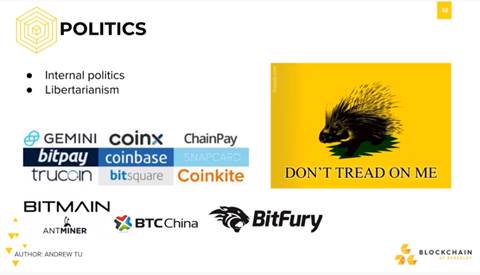 POLITICS
● Internal politics
● Libertarianism
GEMINI coinx ChainPay
bitpay coinbase SNAPCARD
trucoin bitsquare Coinkite
DON'T TREAD ON ME
BITMAIN
ANTMINER BTCChina BitFury
AUTHOR: ANDREW TU
BLOCKCHAIN
AT BERKELEY